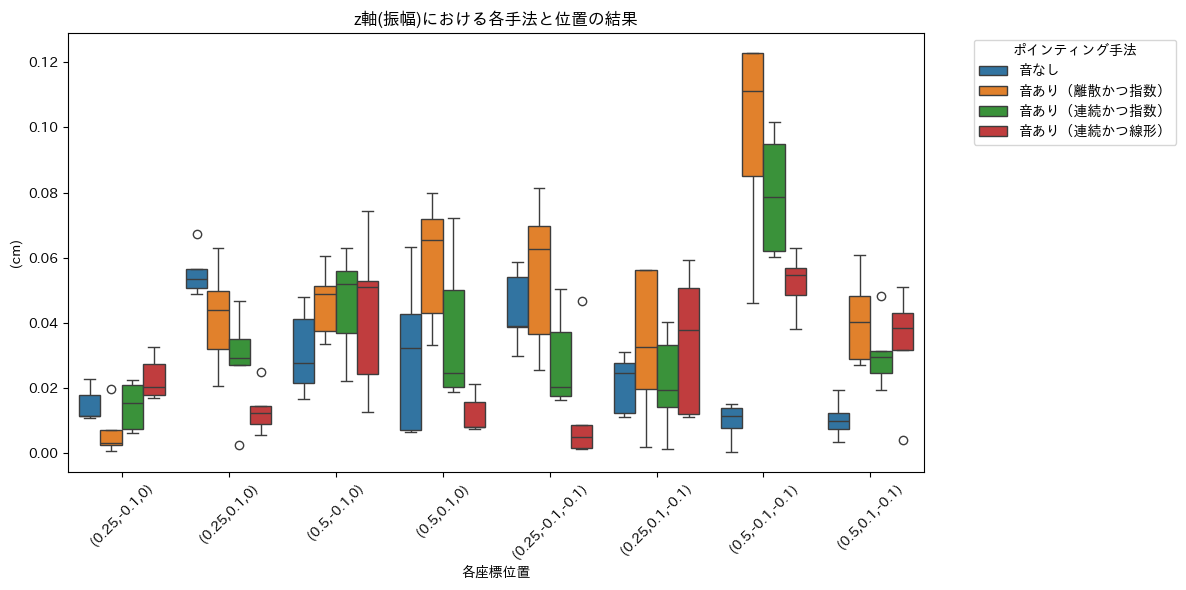 z軸(振幅)における各手法と位置の結果
(cm)
0.12
0.10
0.08
0.06
0.04
0.02
0.00
(0.25,-0.1,0)
(0.25,0.1,0)
(0.5,-0.1,0)
(0.5,0.1,0)
(0.25,-0.1,-0.1)
(0.25,0.1,-0.1)
(0.5,-0.1,-0.1)
(0.5,0.1,-0.1)
各座標位置
ポインティング手法
音なし
音あり（離散かつ指数）
音あり（連続かつ指数）
音あり（連続かつ線形）